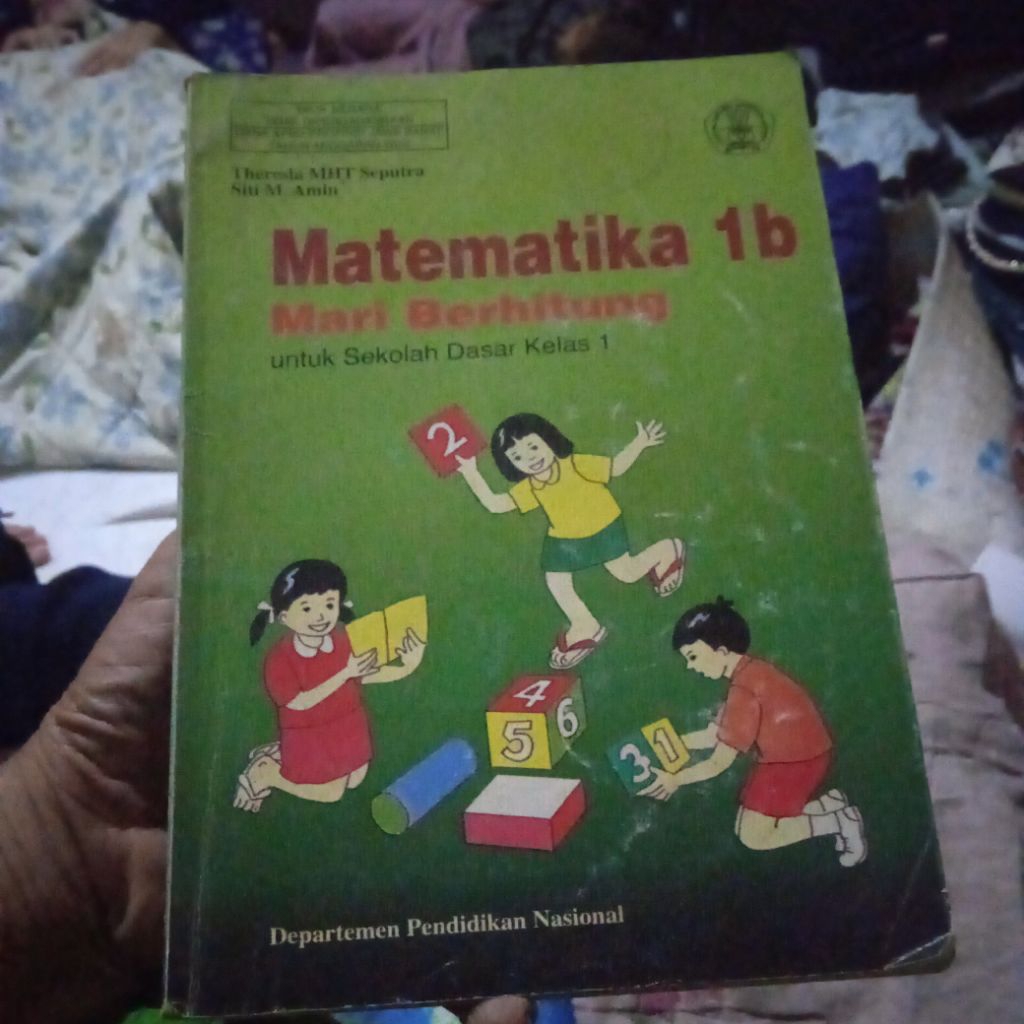 Theresia MHT Seputra
Siti M. Amin
Matematika 1b
Mari Berhitung
untuk Sekolah Dasar Kelas 1
2
4
5
6
3
1
Departemen Pendidikan Nasional